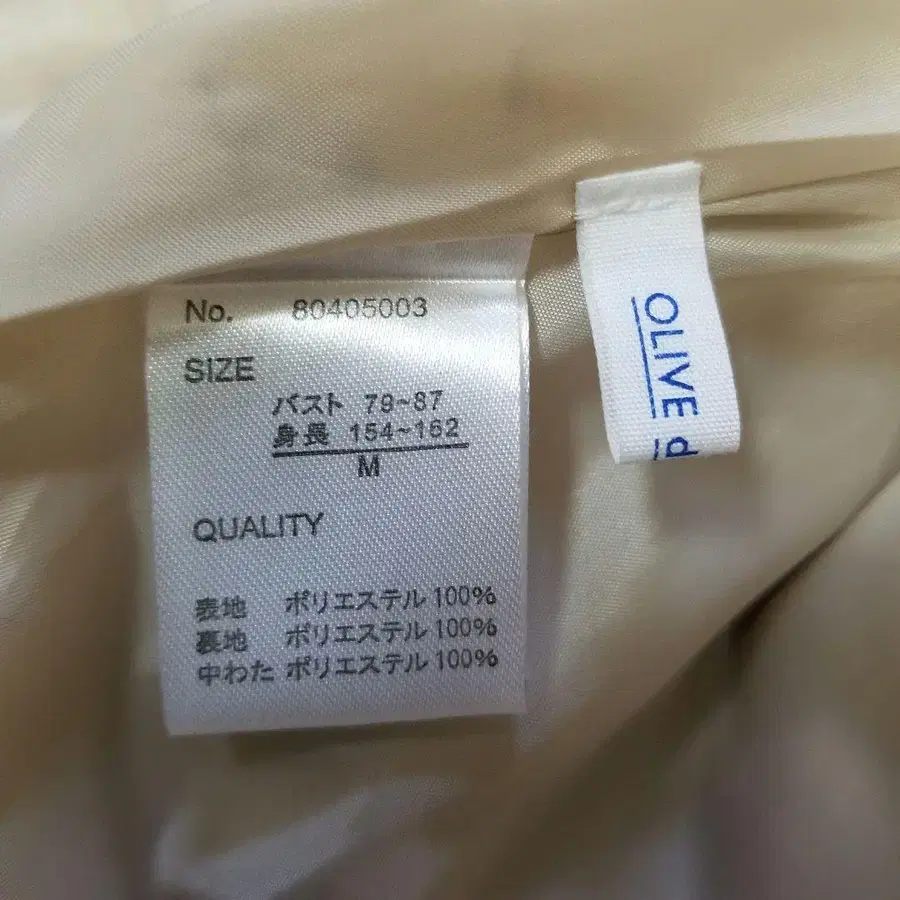 No. 80405003
SIZE
バスト 79~87
身長 154~162
M
QUALITY
表地 ポリエステル 100%
裏地 ポリエステル 100%
中わた ポリエステル 100%
OLIVE d